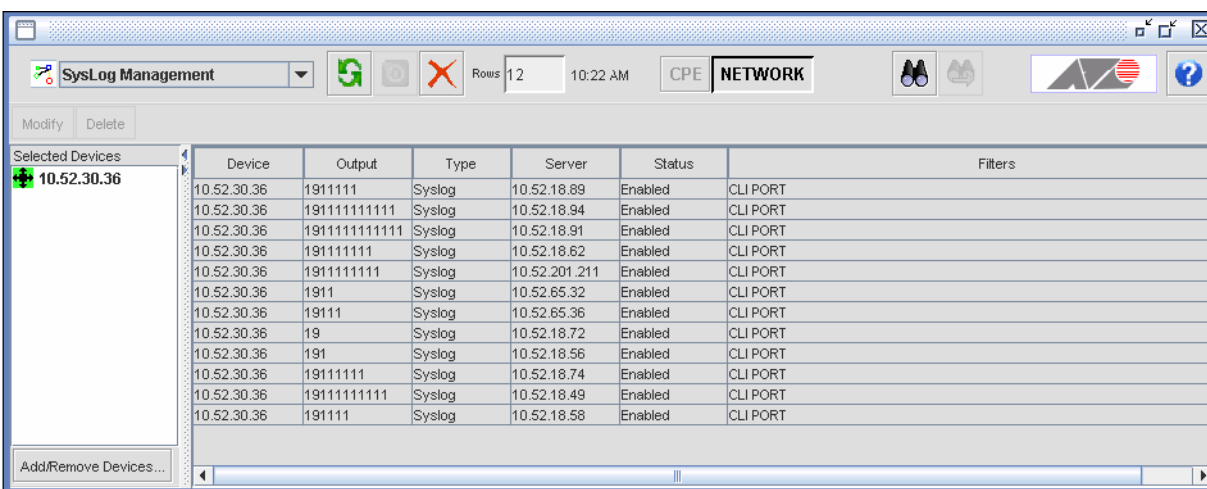 SysLog Management Rows 12 10:22 AM CPE NETWORK ?
Modify Delete
Selected Devices
10.52.30.36
Device Output Type Server Status Filters
10.52.30.36 1911111 Syslog 10.52.18.89 Enabled CLI PORT
10.52.30.36 191111111111 Syslog 10.52.18.94 Enabled CLI PORT
10.52.30.36 1911111111111 Syslog 10.52.18.91 Enabled CLI PORT
10.52.30.36 191111111 Syslog 10.52.18.62 Enabled CLI PORT
10.52.30.36 1911111111 Syslog 10.52.201.211 Enabled CLI PORT
10.52.30.36 1911 Syslog 10.52.65.32 Enabled CLI PORT
10.52.30.36 19111 Syslog 10.52.65.36 Enabled CLI PORT
10.52.30.36 19 Syslog 10.52.18.72 Enabled CLI PORT
10.52.30.36 191 Syslog 10.52.18.56 Enabled CLI PORT
10.52.30.36 19111111 Syslog 10.52.18.74 Enabled CLI PORT
10.52.30.36 19111111111 Syslog 10.52.18.49 Enabled CLI PORT
10.52.30.36 191111 Syslog 10.52.18.58 Enabled CLI PORT
Add/Remove Devices...